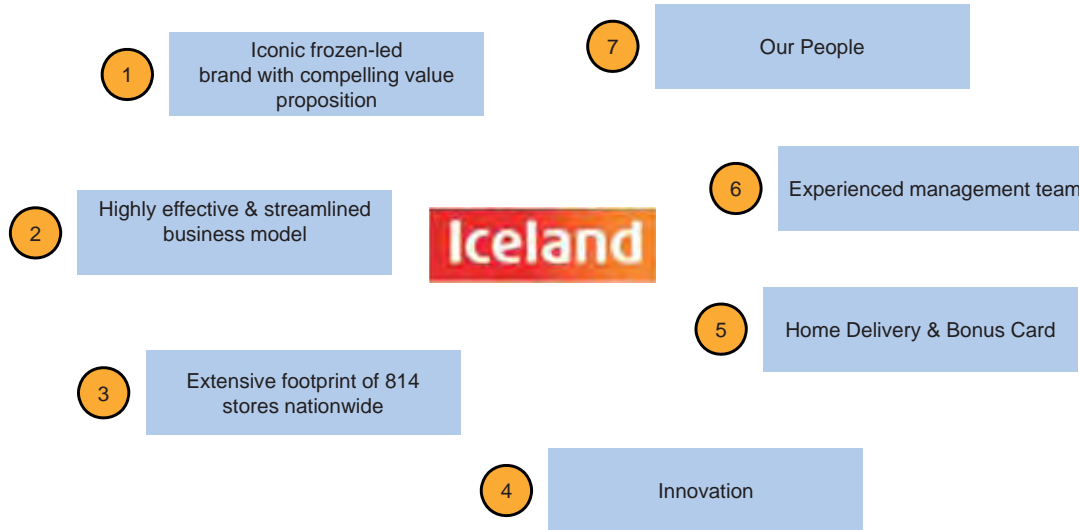 1
Iconic frozen-led
brand with compelling value
proposition
2
Highly effective & streamlined
business model
3
Extensive footprint of 814
stores nationwide
4
Innovation
5
Home Delivery & Bonus Card
6
Experienced management team
7
Our People
Iceland